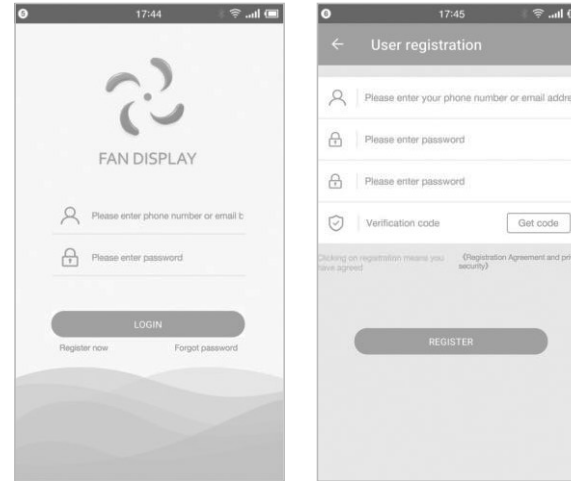 17:44
FAN DISPLAY
Please enter phone number or email
Please enter password
LOGIN
Register now Forgot password
17:45
User registration
Please enter your phone number or email addre
Please enter password
Please enter password
Verification code Get code
Clicking on registration means you 《Registration Agreement and pri
have agreed security》
REGISTER